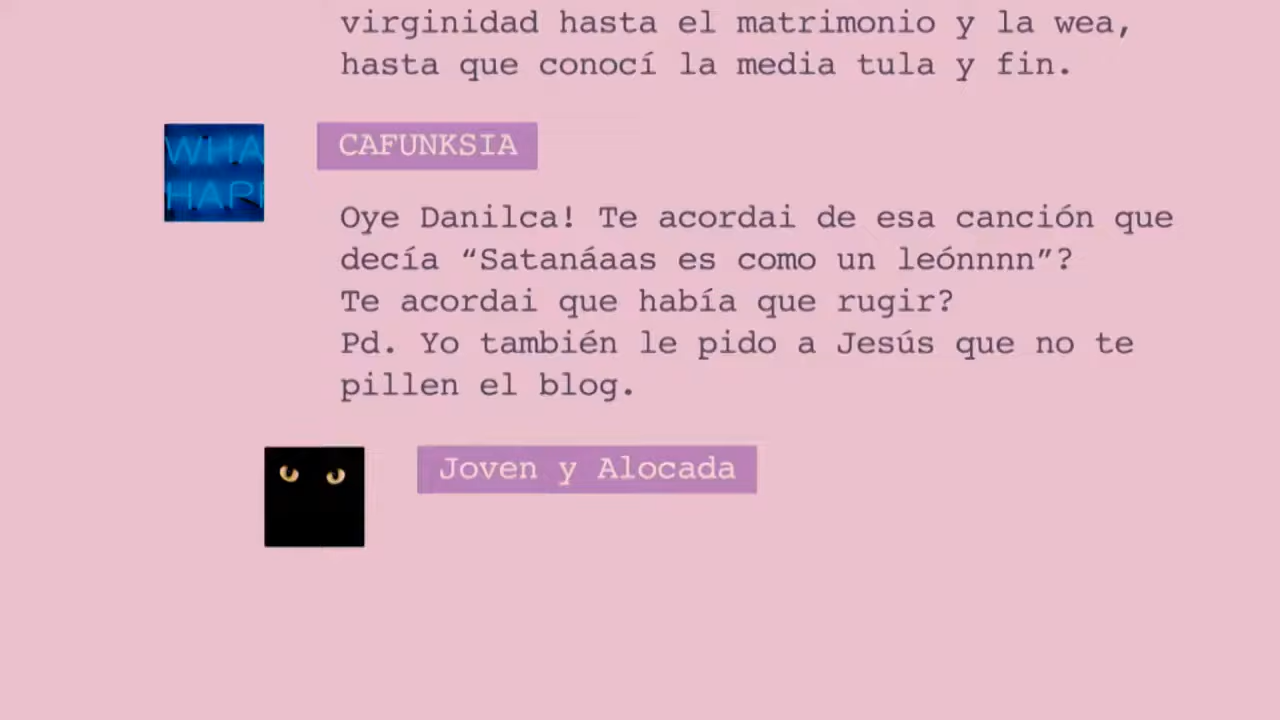 virginidad hasta el matrimonio y la wea,
hasta que conocí la media tula y fin.
WHA
HAP
CAFUNKSIA
Oye Danilca! Te acordai de esa canción que
decía “Satanáaas es como un leónnnn”?
Te acordai que había que rugir?
Pd. Yo también le pido a Jesús que no te
pillen el blog.
Joven y Alocada